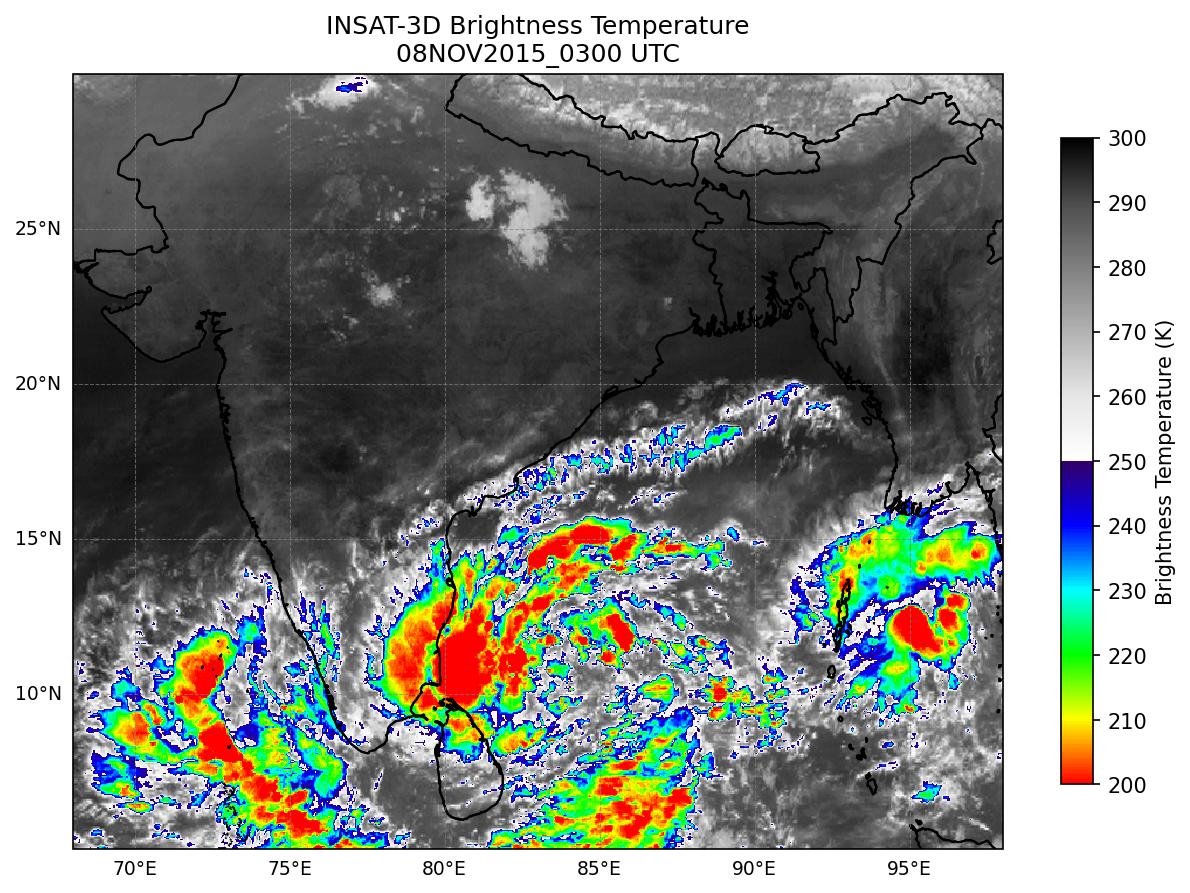 INSAT-3D Brightness Temperature
08NOV2015_0300 UTC
25°N
20°N
15°N
10°N
70°E
75°E
80°E
85°E
90°E
95°E
300
290
280
270
260
250
240
230
220
210
200
Brightness Temperature (K)